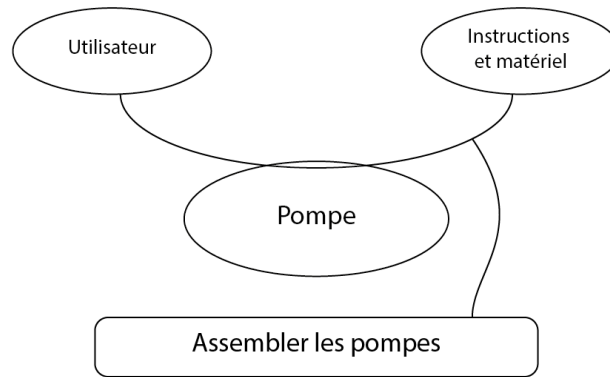 Utilisateur
Instructions
et matériel
Pompe
Assembler les pompes